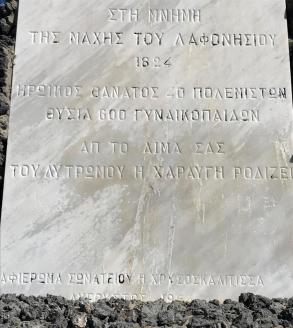 ΣΤΗ ΜΝΗΜΗ
ΤΗΣ ΜΑΧΗΣ ΤΟΥ ΛΑΦΟΝΗΣΙΟΥ
1824
ΗΡΩΙΚΟΣ ΘΑΝΑΤΟΣ 40 ΠΟΛΕΜΙΣΤΩΝ
ΘΥΣΙΑ 600 ΓΥΝΑΙΚΟΠΑΙΔΩΝ
ΑΠ ΤΟ ΑΙΜΑ ΣΑΣ
ΤΟΥ ΛΥΤΡΩΜΟΥ Η ΧΑΡΑΥΓΗ ΡΟΔΙΖΕΙ
ΑΦΙΕΡΩΜΑ ΣΩΜΑΤΕΙΟΥ Η ΧΡΥΣΟΣΚΑΛΙΤΙΣΣΑ